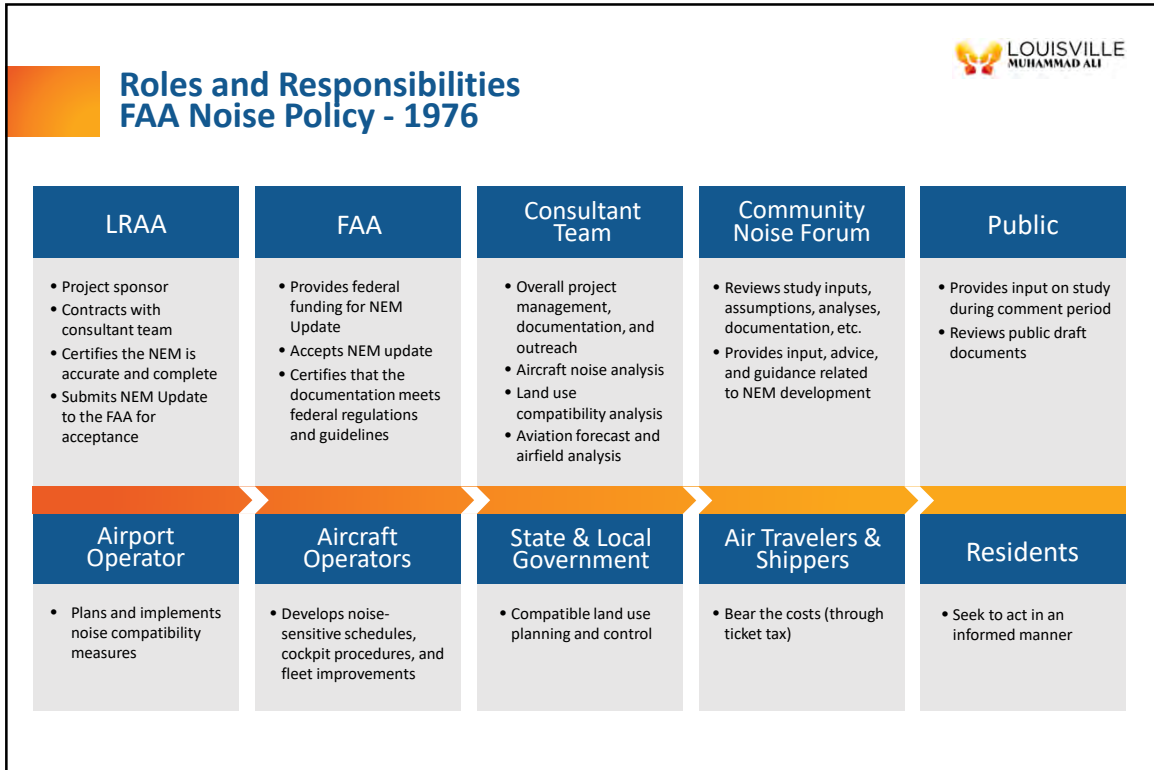 LOUISVILLE
MUHAMMAD ALI
Roles and Responsibilities
FAA Noise Policy - 1976
LRAA
• Project sponsor
• Contracts with
consultant team
• Certifies the NEM is
accurate and complete
• Submits NEM Update
to the FAA for
acceptance
FAA
• Provides federal
funding for NEM
Update
• Accepts NEM update
• Certifies that the
documentation meets
federal regulations
and guidelines
Consultant
Team
• Overall project
management,
documentation, and
outreach
• Aircraft noise analysis
• Land use
compatibility analysis
• Aviation forecast and
airfield analysis
Community
Noise Forum
• Reviews study inputs,
assumptions, analyses,
documentation, etc.
• Provides input, advice,
and guidance related
to NEM development
Public
• Provides input on study
during comment period
• Reviews public draft
documents
Airport
Operator
• Plans and implements
noise compatibility
measures
Aircraft
Operators
• Develops noise-
sensitive schedules,
cockpit procedures, and
fleet improvements
State & Local
Government
• Compatible land use
planning and control
Air Travelers &
Shippers
• Bear the costs (through
ticket tax)
Residents
• Seek to act in an
informed manner